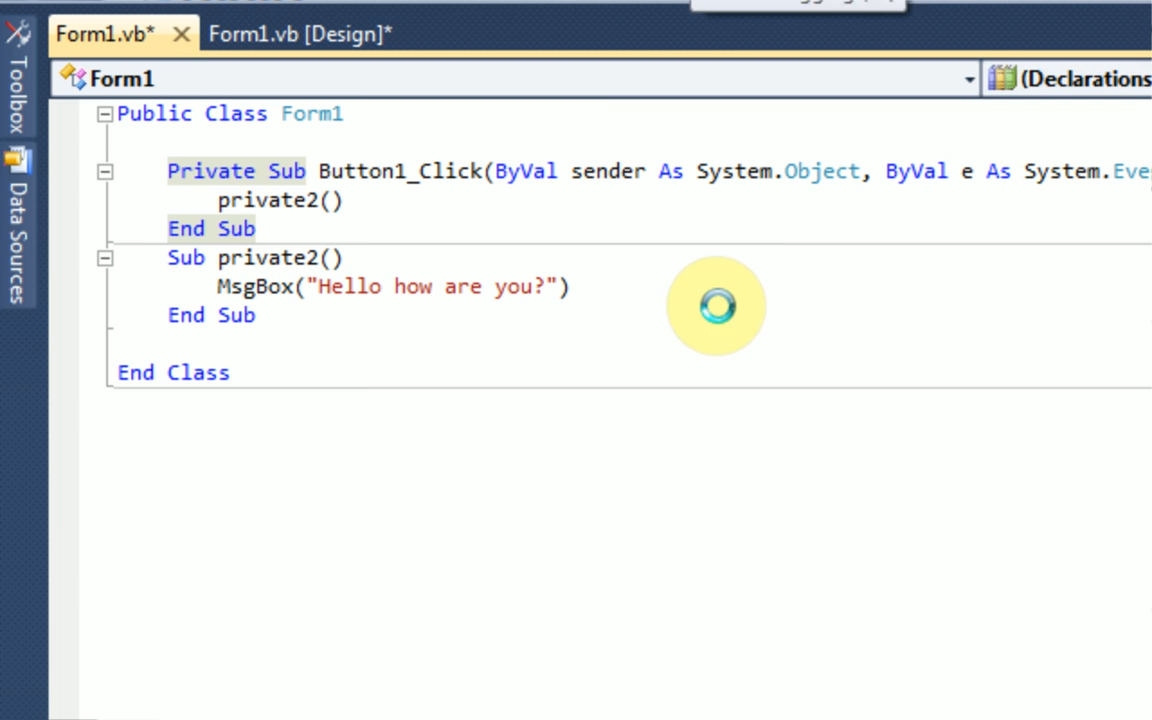 Form1.vb* Form1.vb [Design]*
Form1 (Declarations
Toolbox
Data Sources
Public Class Form1
Private Sub Button1_Click(ByVal sender As System.Object, ByVal e As System.Eve
private2()
End Sub
Sub private2()
MsgBox("Hello how are you?")
End Sub
End Class